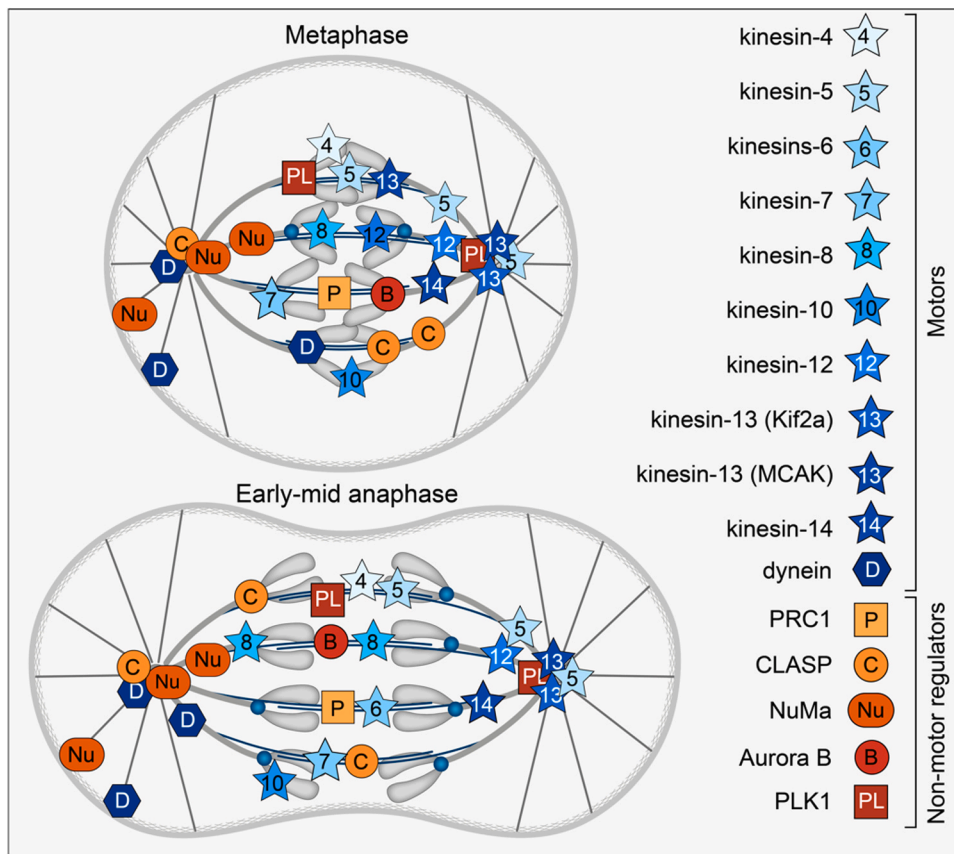 Metaphase
4
PL
5
13
5
C
Nu
Nu
8
12
12
PL
13
5
13
D
14
7
P
B
Nu
D
C
C
D
10
Early-mid anaphase
C
PL
4
5
5
8
B
8
12
13
PL
5
13
C
Nu
Nu
D
D
P
6
14
Nu
7
C
10
D
kinesin-4 4
kinesin-5 5
kinesins-6 6
kinesin-7 7
kinesin-8 8
kinesin-10 10
kinesin-12 12
kinesin-13 (Kif2a) 13
kinesin-13 (MCAK) 13
kinesin-14 14
dynein D
Motors
PRC1 P
CLASP C
NuMa Nu
Aurora B B
PLK1 PL
Non-motor regulators